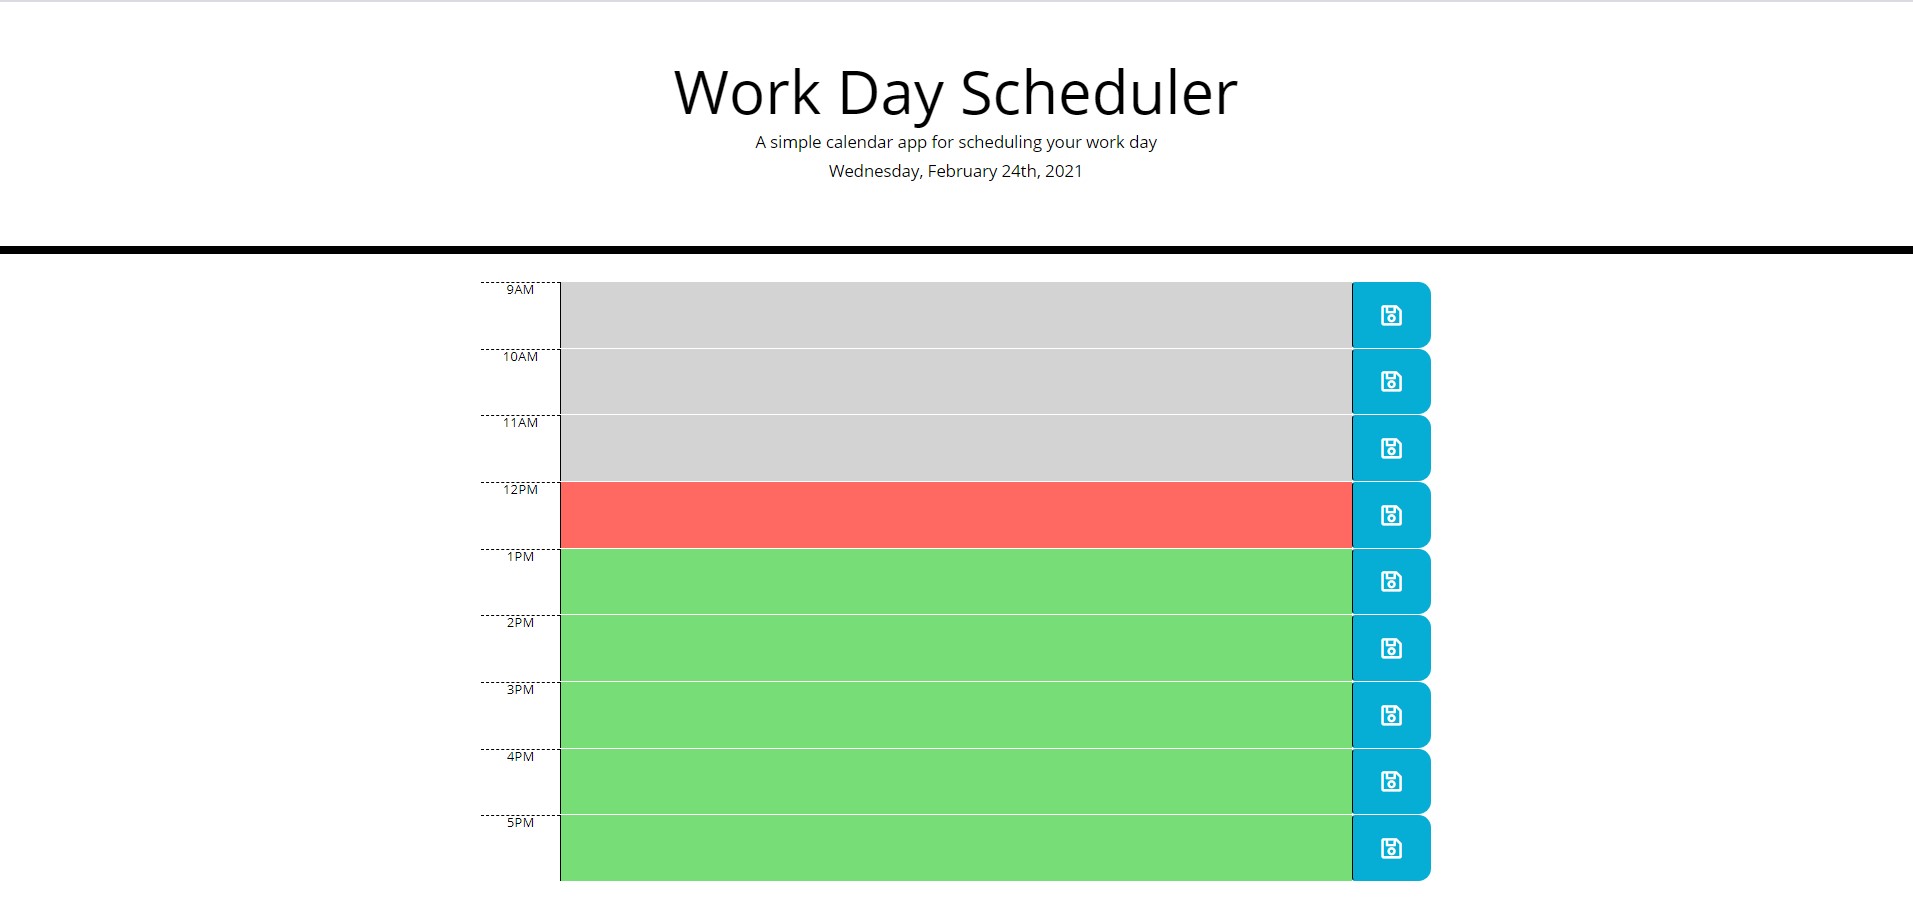 Work Day Scheduler
A simple calendar app for scheduling your work day
Wednesday, February 24th, 2021
9AM
10AM
11AM
12PM
1PM
2PM
3PM
4PM
5PM